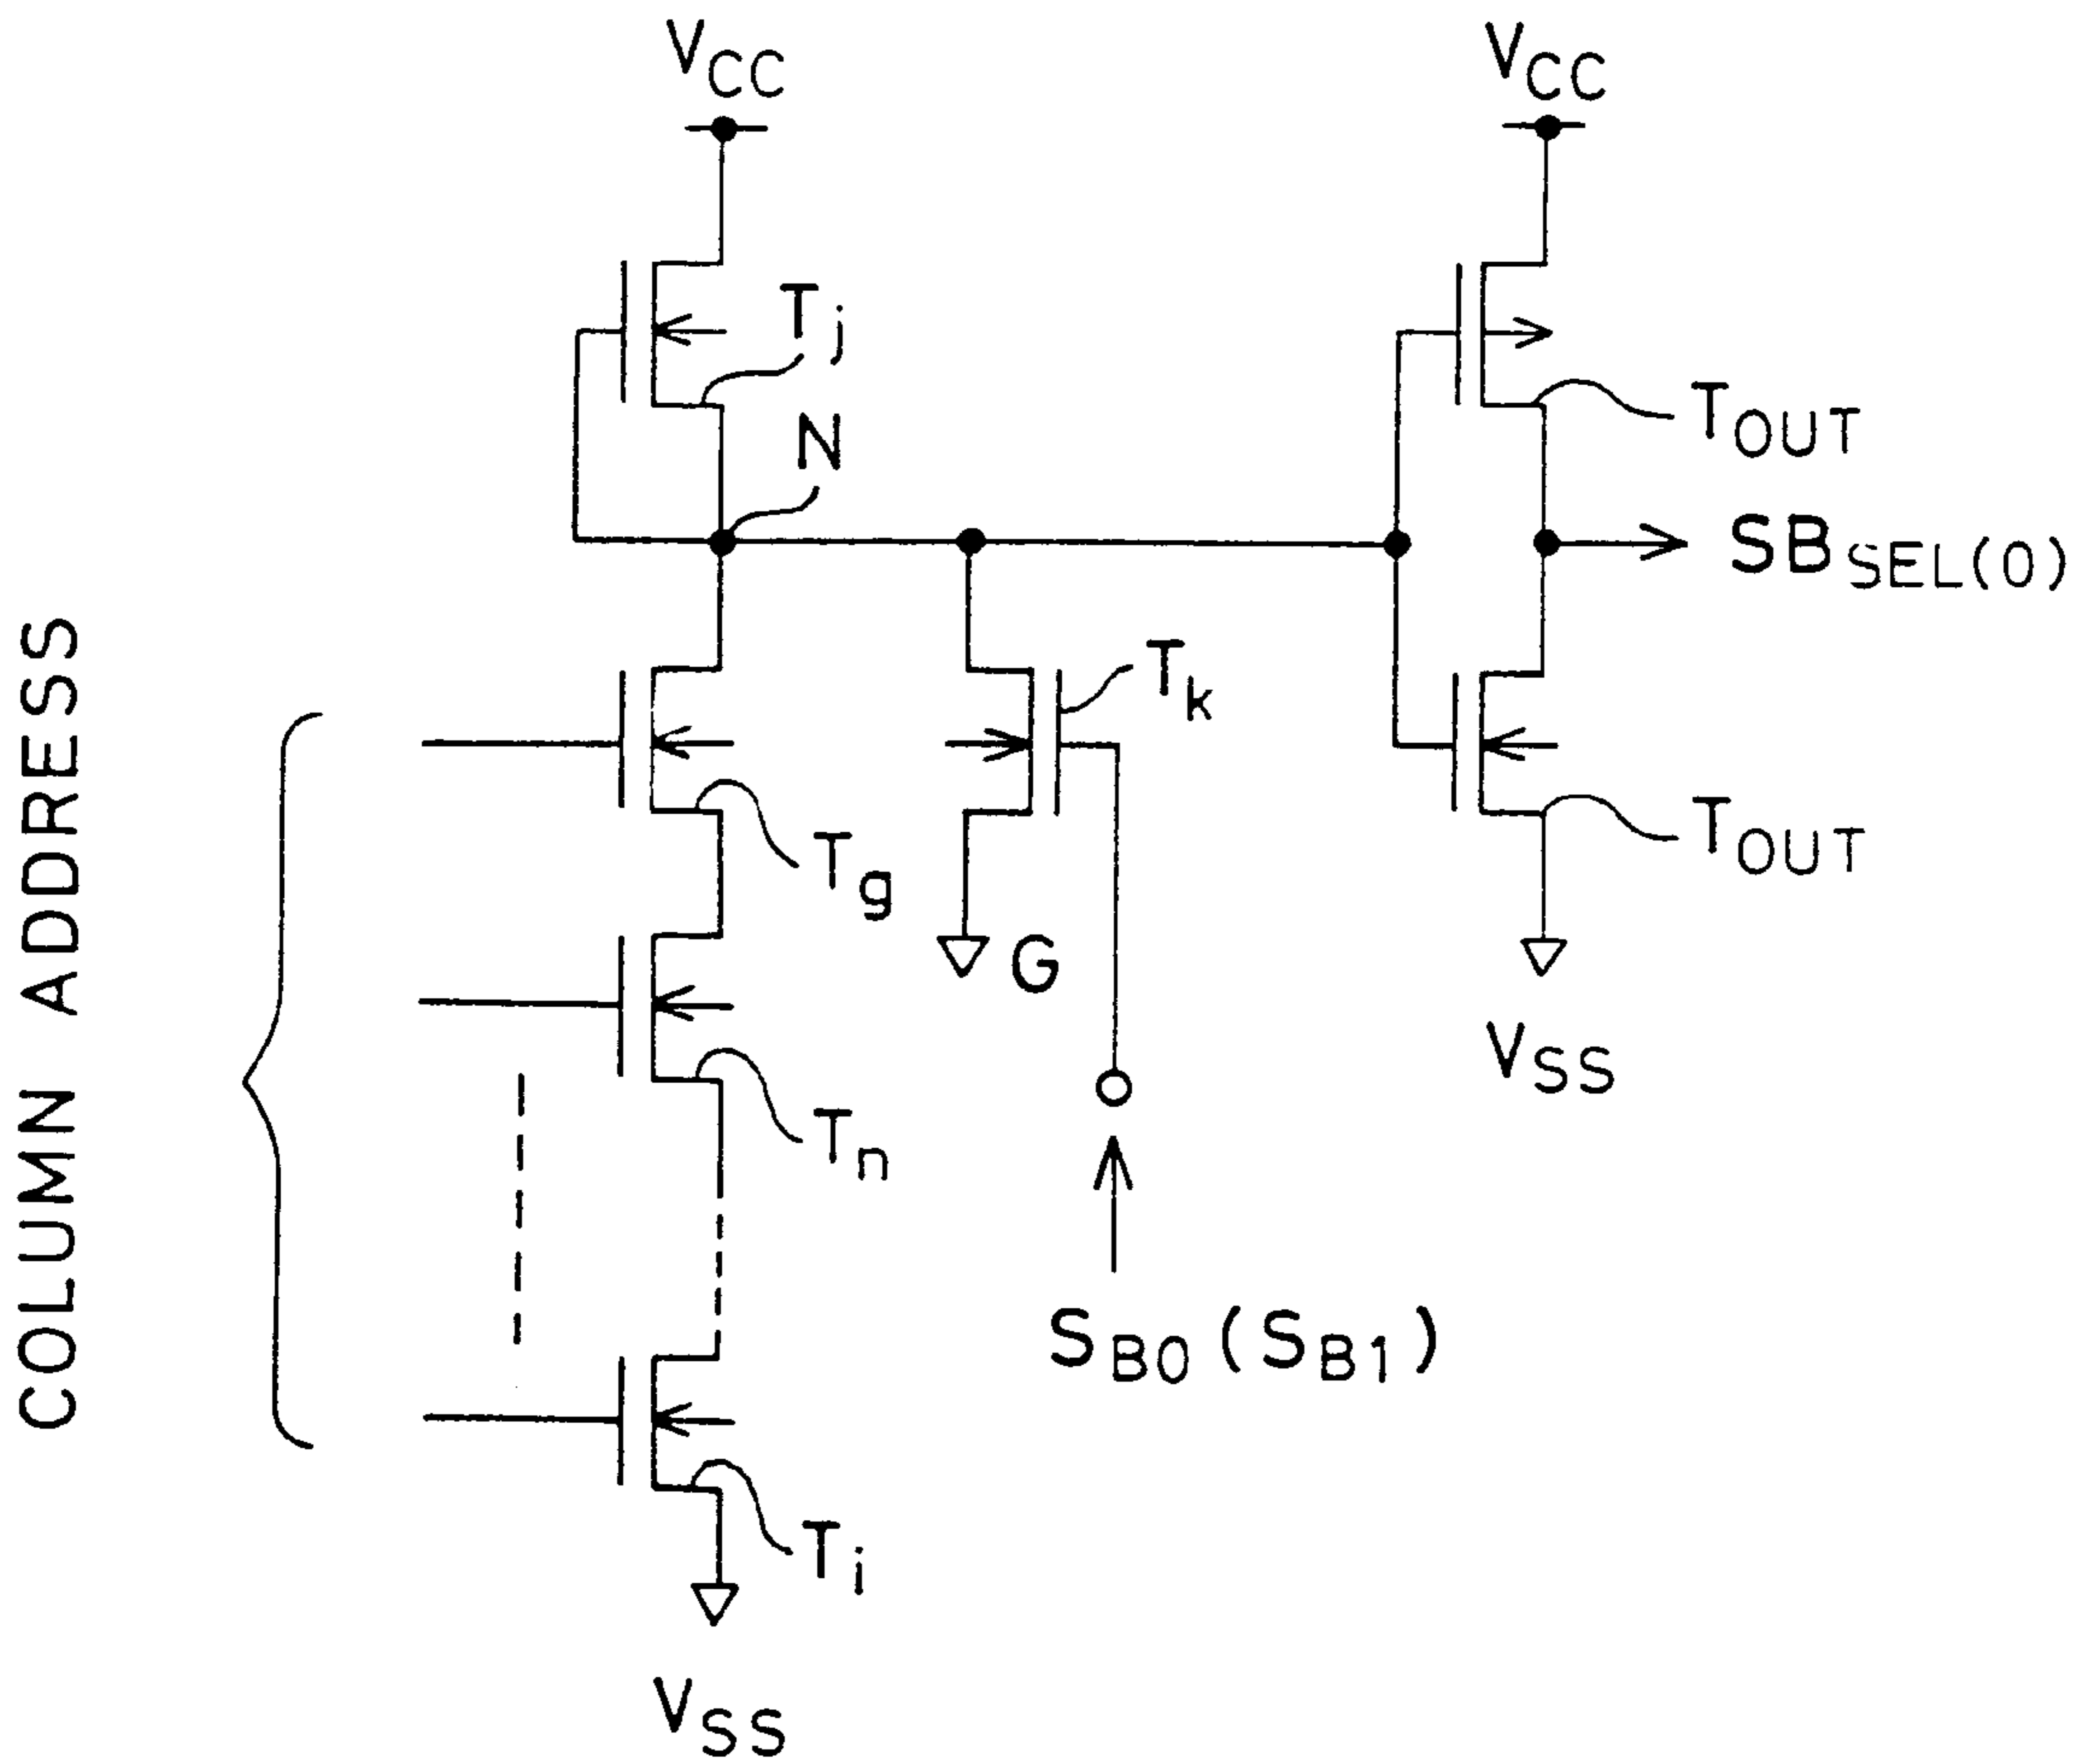 VCC
VCC
Tj
TOUT
N
SBSEL(0)
COLUMN ADDRESS
Tk
Tg
TOUT
G
VSS
Tn
SB0(SB1)
Ti
VSS